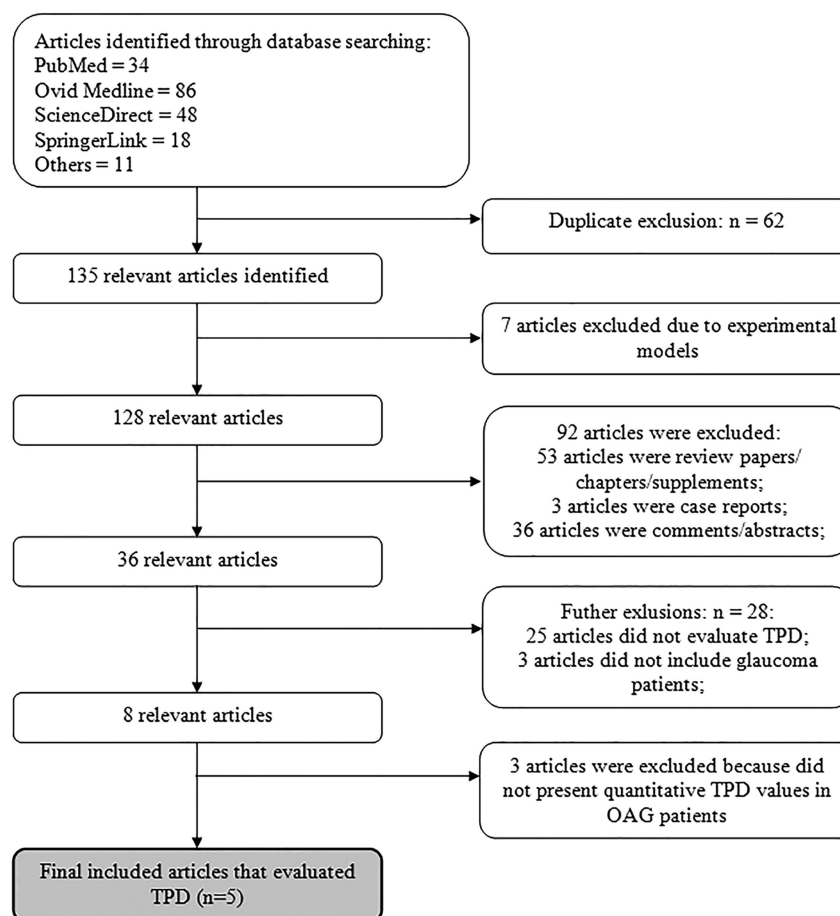 Articles identified through database searching:
PubMed = 34
Ovid Medline = 86
ScienceDirect = 48
SpringerLink = 18
Others = 11
Duplicate exclusion: n = 62
135 relevant articles identified
7 articles excluded due to experimental
models
128 relevant articles
92 articles were excluded:
53 articles were review papers/
chapters/supplements;
3 articles were case reports;
36 articles were comments/abstracts;
36 relevant articles
Futher exlusions: n = 28:
25 articles did not evaluate TPD;
3 articles did not include glaucoma
patients;
8 relevant articles
3 articles were excluded because did
not present quantitative TPD values in
OAG patients
Final included articles that evaluated
TPD (n=5)